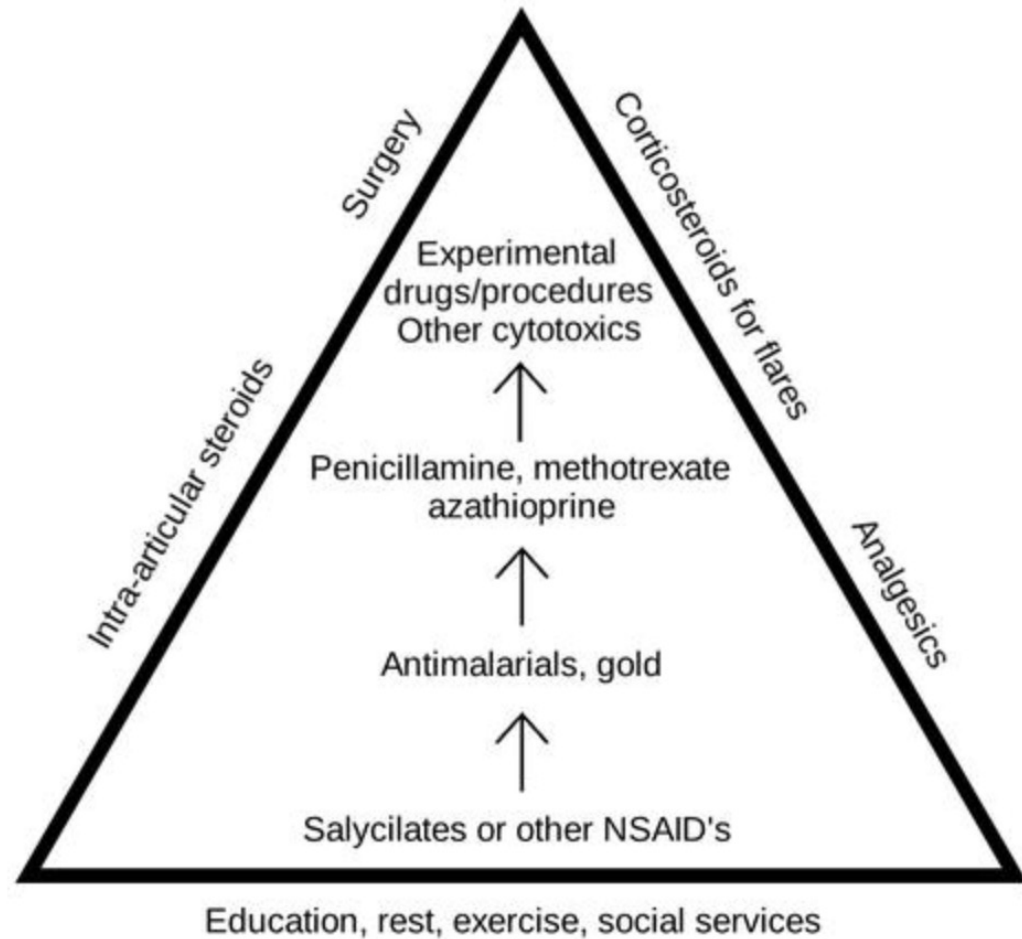 Surgery
Corticosteroids for flares
Experimental
drugs/procedures
Other cytotoxics
Intra-articular steroids
Penicillamine, methotrexate
azathioprine
Analgesics
Antimalarials, gold
Salycilates or other NSAID's
Education, rest, exercise, social services